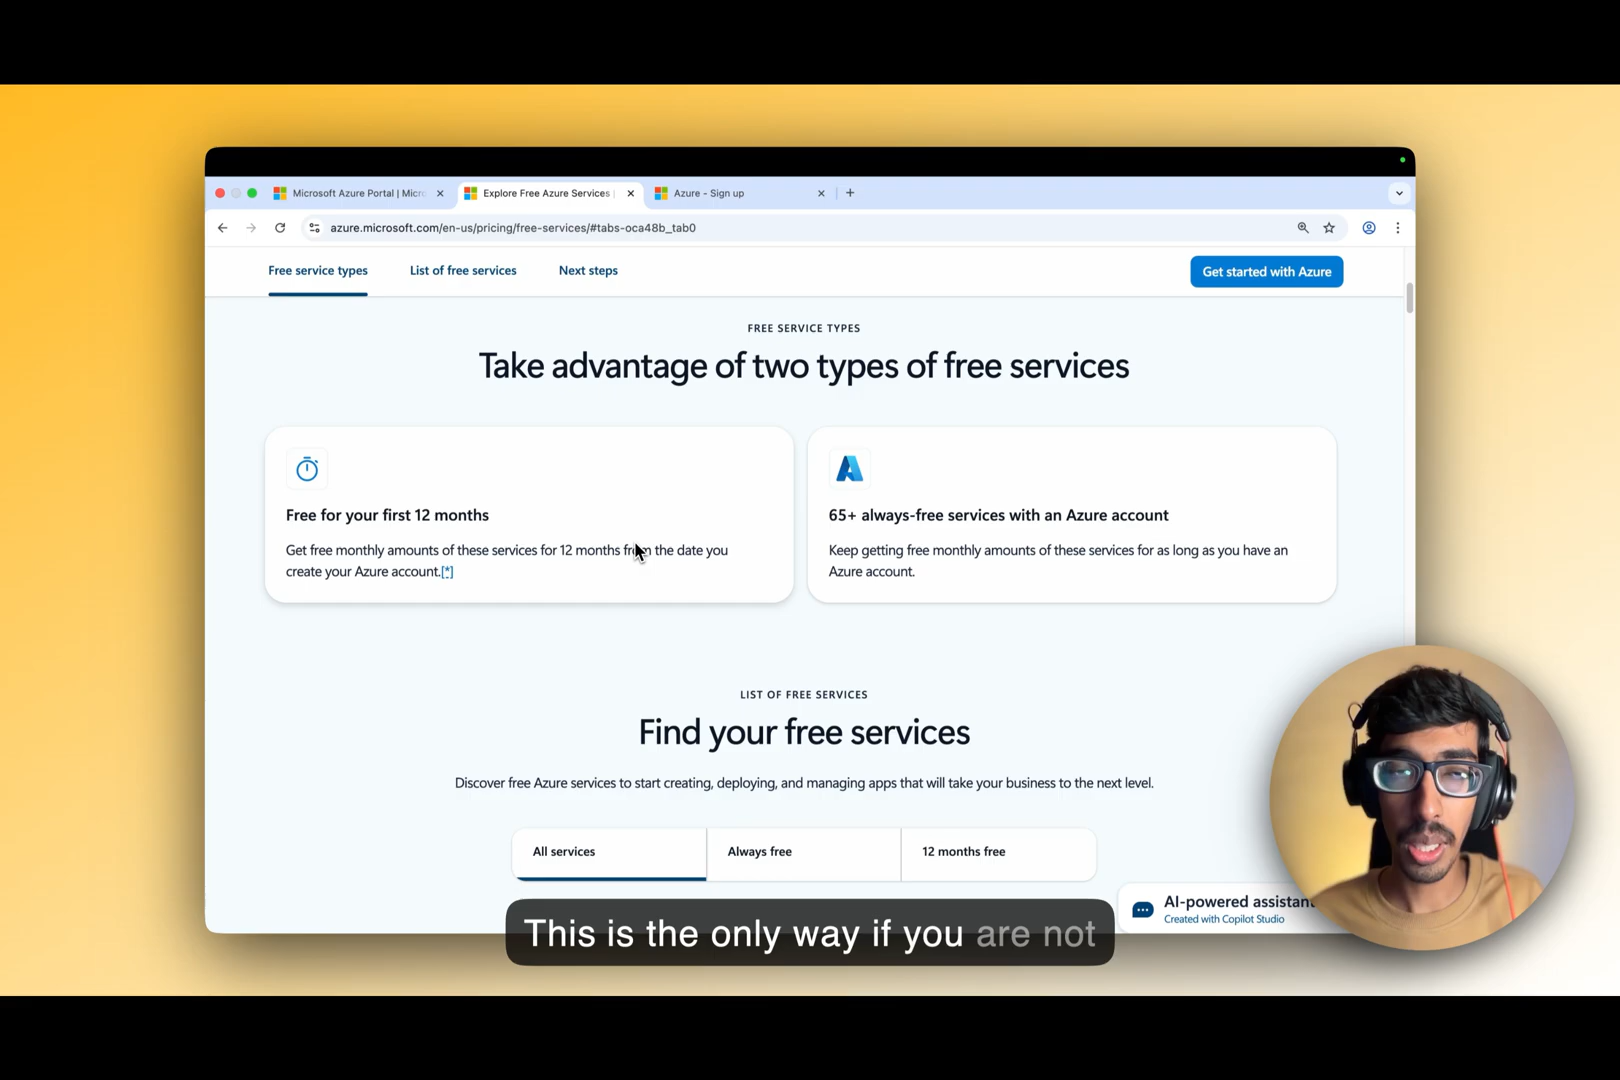 Microsoft Azure Portal | Micro
Explore Free Azure Services |
Azure - Sign up
azure.microsoft.com/en-us/pricing/free-services/#tabs-oca48b_tab0
Free service types
List of free services
Next steps
Get started with Azure
FREE SERVICE TYPES
Take advantage of two types of free services
Free for your first 12 months
Get free monthly amounts of these services for 12 months from the date you
create your Azure account.[*]
65+ always-free services with an Azure account
Keep getting free monthly amounts of these services for as long as you have an
Azure account.
LIST OF FREE SERVICES
Find your free services
Discover free Azure services to start creating, deploying, and managing apps that will take your business to the next level.
All services
Always free
12 months free
AI-powered assistant
Created with Copilot Studio
This is the only way if you are not